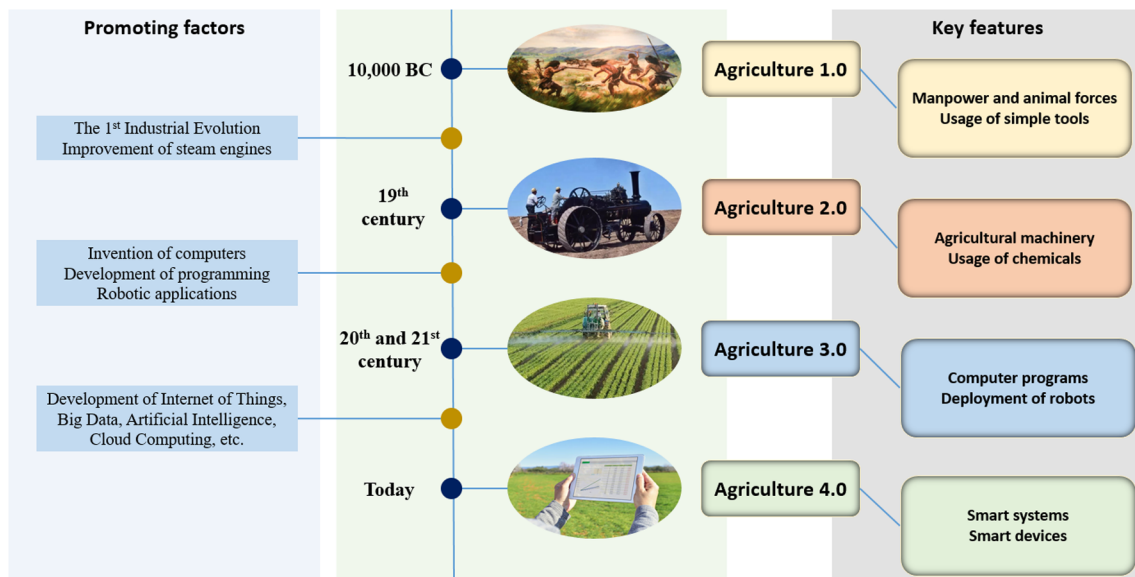 Promoting factors
Key features
10,000 BC
Agriculture 1.0
Manpower and animal forces
Usage of simple tools
The 1st Industrial Evolution
Improvement of steam engines
19th
century
Agriculture 2.0
Agricultural machinery
Usage of chemicals
Invention of computers
Development of programming
Robotic applications
20th and 21st
century
Agriculture 3.0
Computer programs
Deployment of robots
Development of Internet of Things,
Big Data, Artificial Intelligence,
Cloud Computing, etc.
Today
Agriculture 4.0
Smart systems
Smart devices